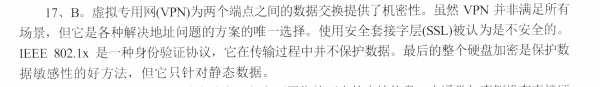 17、B。虚拟专用网(VPN)为两个端点之间的数据交换提供了机密性。虽然 VPN 并非满足所有
场景，但它是各种解决地址问题的方案的唯一选择。使用安全套接字层(SSL)被认为是不安全的。
IEEE 802.1x 是一种身份验证协议，它在传输过程中并不保护数据。最后的整个硬盘加密是保护数
据敏感性的好方法，但它只针对静态数据。